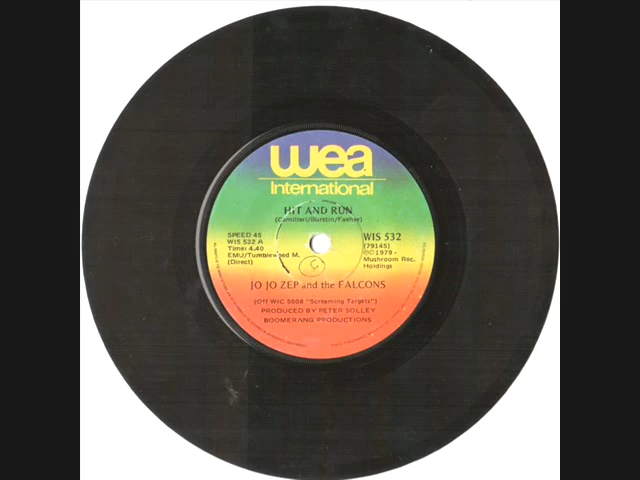 wea
International
HIT AND RUN
(Camilleri/Burstin/Faehse)
SPEED 45
WIS 532 A
Time: 4.40
EMU/Tumbleweed M.
(Direct)
WIS 532
(79145)
℗ 1979 -
Mushroom Rec.
Holdings
JO JO ZEP and the FALCONS
(Off WIC 5008 "Screaming Targets")
PRODUCED BY PETER SOLLEY
BOOMERANG PRODUCTIONS